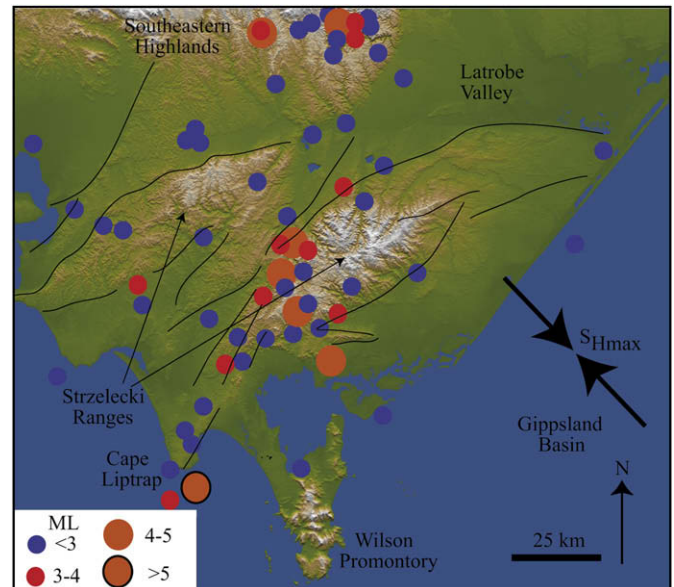 Southeastern
Highlands
Latrobe
Valley
SHmax
Strzelecki
Ranges
Gippsland
Basin
Cape
Liptrap
N
Wilson
Promontory
25 km
ML
<3
4-5
3-4
>5